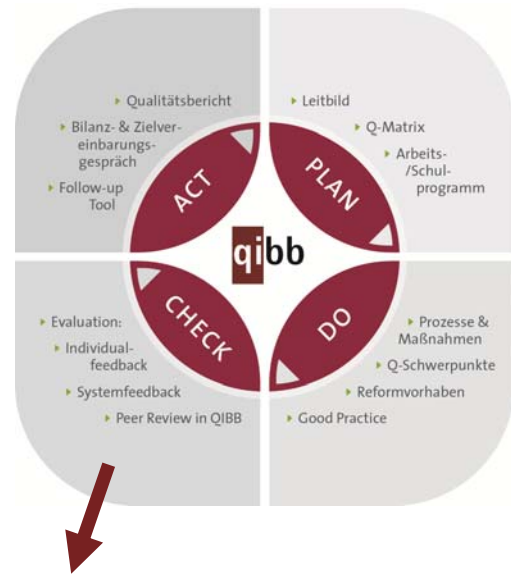 Qualitätsbericht
Bilanz- & Zielver-
einbarungs-
gespräch
Follow-up
Tool
ACT
Leitbild
Q-Matrix
Arbeits-
/Schul-
programm
PLAN
qibb
CHECK
Evaluation:
Individual-
feedback
Systemfeedback
Peer Review in QIBB
DO
Prozesse &
Maßnahmen
Q-Schwerpunkte
Reformvorhaben
Good Practice